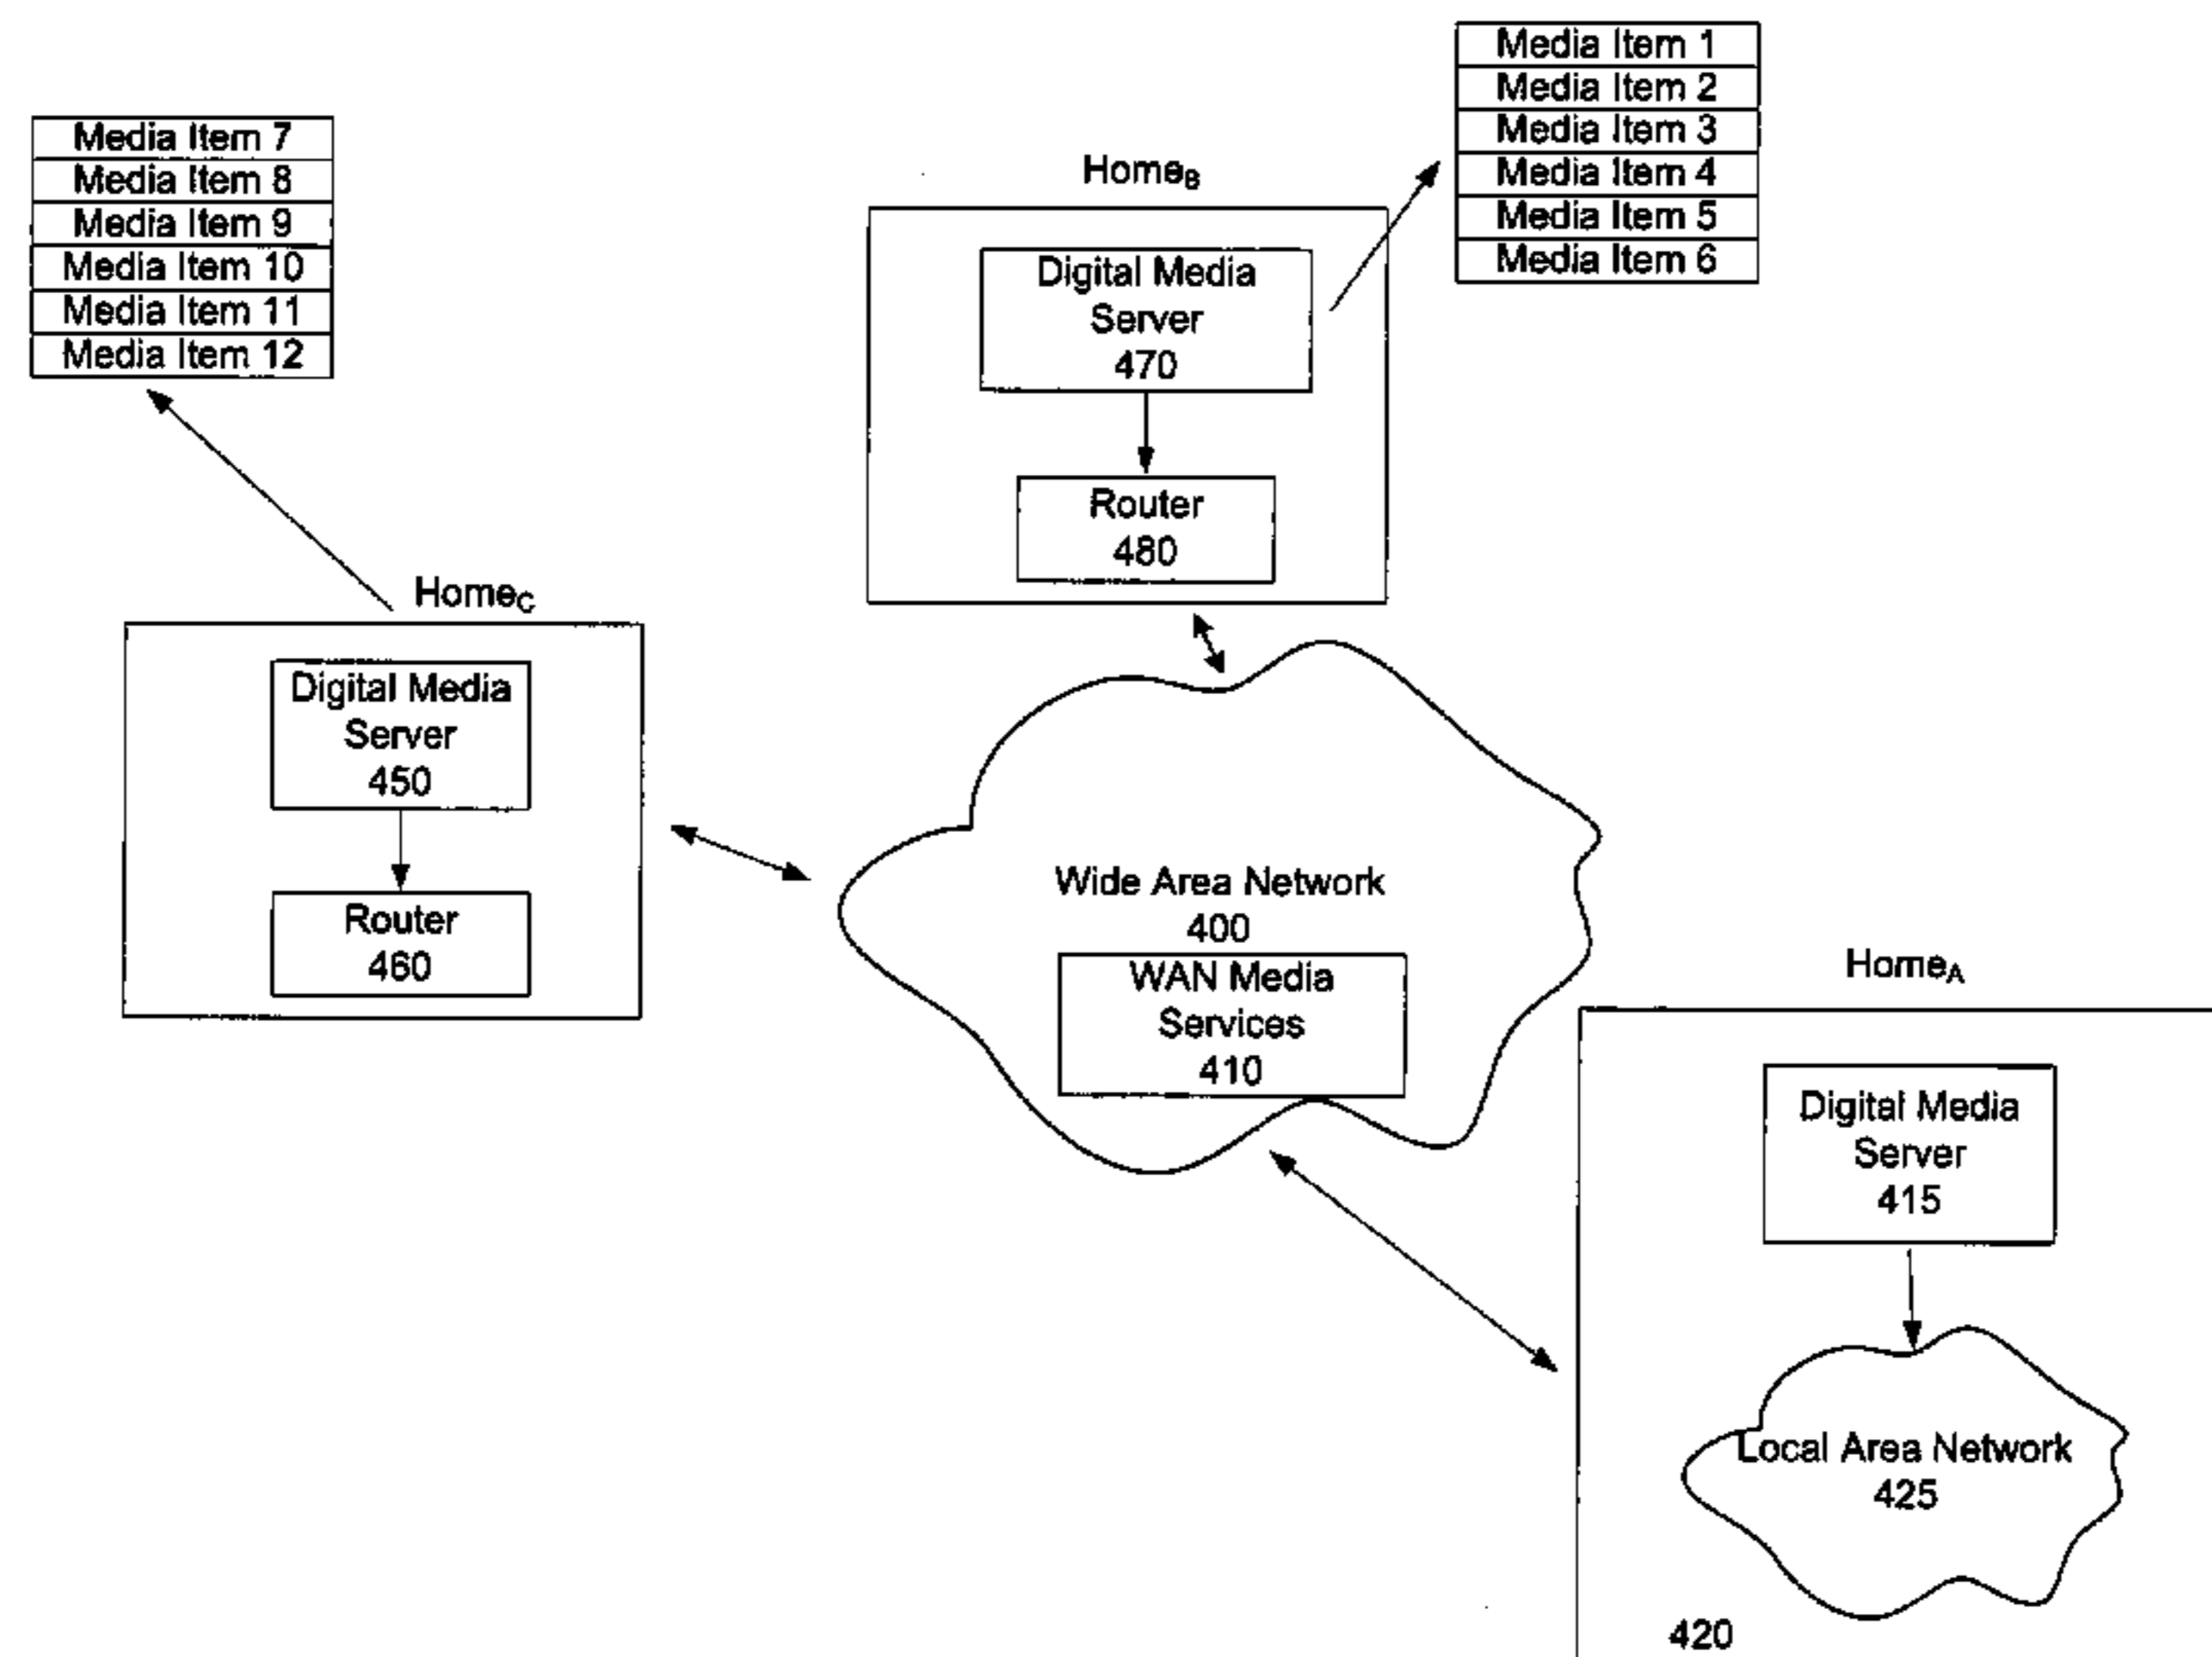 Media Item 1
Media Item 2
Media Item 3
Media Item 4
Media Item 5
Media Item 6
Media Item 7
Media Item 8
Media Item 9
Media Item 10
Media Item 11
Media Item 12
HomeB
Digital Media
Server
470
Router
480
HomeC
Digital Media
Server
450
Router
460
Wide Area Network
400
WAN Media
Services
410
HomeA
Digital Media
Server
415
Local Area Network
425
420